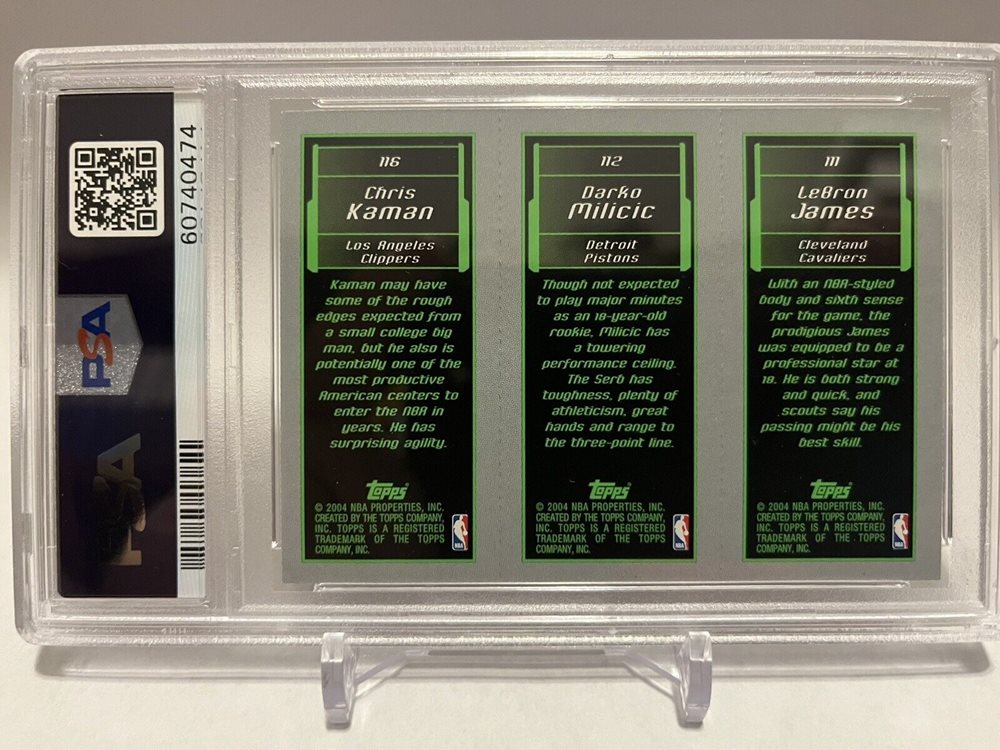 60740474
PSA
PSA
116
Chris
Kaman
Los Angeles
Clippers
Kaman may have
some of the rough
edges expected from
a small college big
man, but he also is
potentially one of the
most productive
American centers to
enter the NBA in
years. He has
surprising agility.
Topps
© 2004 NBA PROPERTIES, INC.
CREATED BY THE TOPPS COMPANY,
INC. TOPPS IS A REGISTERED
TRADEMARK OF THE TOPPS
COMPANY, INC.
NBA
112
Darko
Milicic
Detroit
Pistons
Though not expected
to play major minutes
as an 18-year-old
rookie, Milicic has
a towering
performance ceiling.
The Serb has
toughness, plenty of
athleticism, great
hands and range to
the three-point line.
Topps
© 2004 NBA PROPERTIES, INC.
CREATED BY THE TOPPS COMPANY,
INC. TOPPS IS A REGISTERED
TRADEMARK OF THE TOPPS
COMPANY, INC.
NBA
111
LeBron
James
Cleveland
Cavaliers
With an NBA-styled
body and sixth sense
for the game, the
prodigious James
was equipped to be a
professional star at
18. He is both strong
and quick, and
scouts say his
passing might be his
best skill.
Topps
© 2004 NBA PROPERTIES, INC.
CREATED BY THE TOPPS COMPANY,
INC. TOPPS IS A REGISTERED
TRADEMARK OF THE TOPPS
COMPANY, INC.
NBA